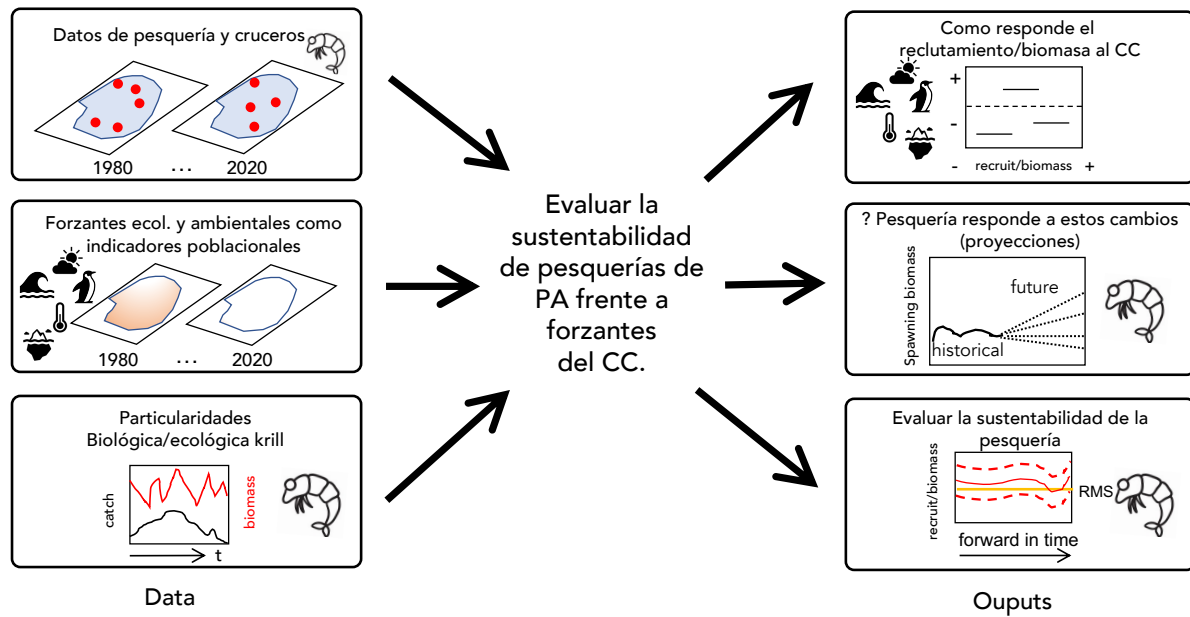 Datos de pesquería y cruceros
1980 ... 2020
Forzantes ecol. y ambientales como
indicadores poblacionales
1980 ... 2020
Particularidades
Biológica/ecológica krill
catch
biomass
t
Data
Evaluar la
sustentabilidad
de pesquerías de
PA frente a
forzantes
del CC.
Como responde el
reclutamiento/biomasa al CC
+
-
- recruit/biomass +
? Pesquería responde a estos cambios
(proyecciones)
Spawning biomass
future
historical
Evaluar la sustentabilidad de la
pesquería
recruit/biomass
RMS
forward in time
Ouputs